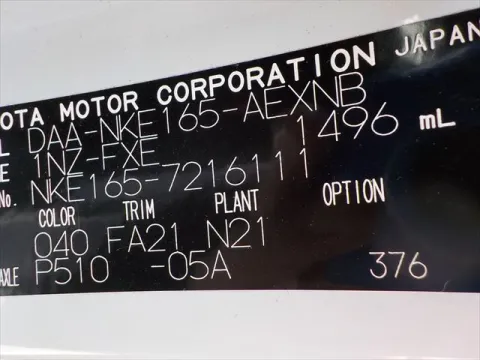 OTA MOTOR CORPORATION JAPAN
L DAA-NKE165-AEXNB
E 1NZ-FXE 1496 mL
No. NKE165-7216111
COLOR TRIM PLANT OPTION
040 FA21 N21
AXLE P510 -05A 376